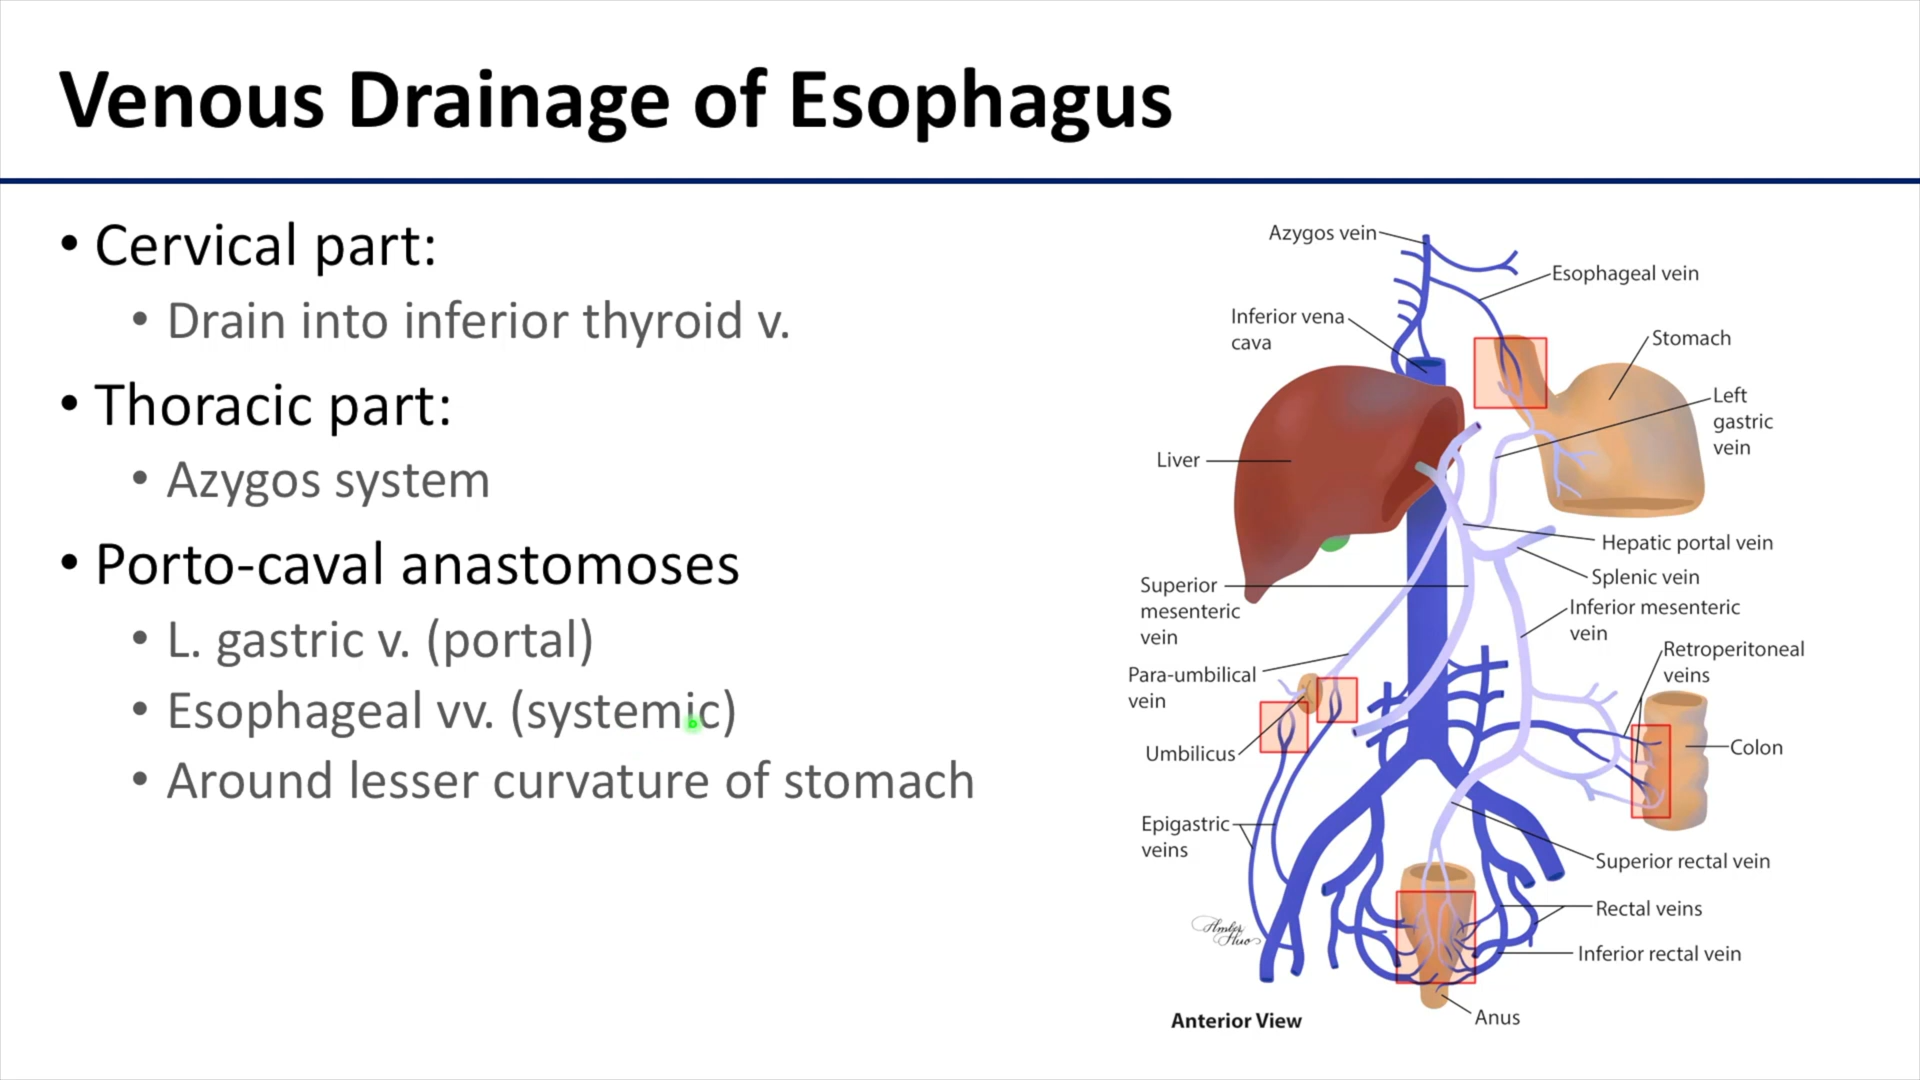 Venous Drainage of Esophagus
• Cervical part:
• Drain into inferior thyroid v.
• Thoracic part:
• Azygos system
• Porto-caval anastomoses
• L. gastric v. (portal)
• Esophageal vv. (systemic)
• Around lesser curvature of stomach
Azygos vein
Esophageal vein
Inferior vena
cava
Stomach
Left
gastric
vein
Liver
Hepatic portal vein
Splenic vein
Superior
mesenteric
vein
Inferior mesenteric
vein
Retroperitoneal
veins
Para-umbilical
vein
Umbilicus
Colon
Epigastric
veins
Superior rectal vein
Rectal veins
Inferior rectal vein
Amber
Huo
Anus
Anterior View